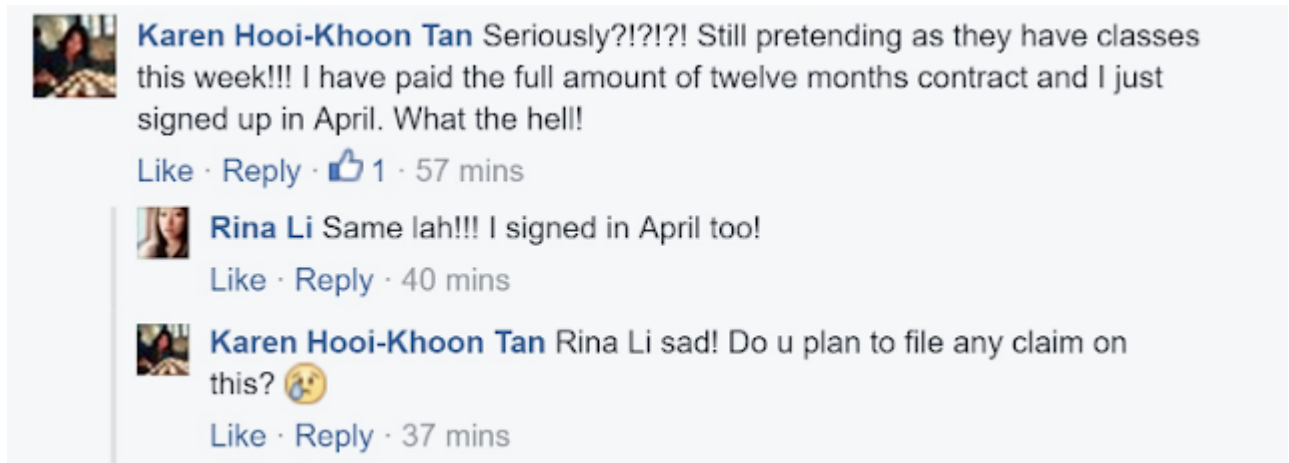 Karen Hooi-Khoon Tan Seriously?!?!?! Still pretending as they have classes
this week!!! I have paid the full amount of twelve months contract and I just
signed up in April. What the hell!
Like · Reply · 1 · 57 mins
Rina Li Same lah!!! I signed in April too!
Like · Reply · 40 mins
Karen Hooi-Khoon Tan Rina Li sad! Do u plan to file any claim on
this? 😢
Like · Reply · 37 mins